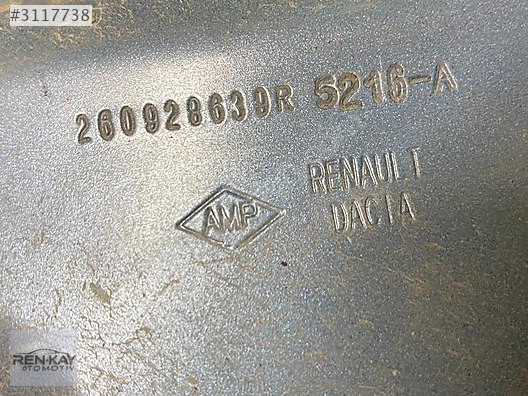 #3117738
260928639R 5216-A
RENAULT
AMP
DACIA
REN-KAY
OTOMOTİV